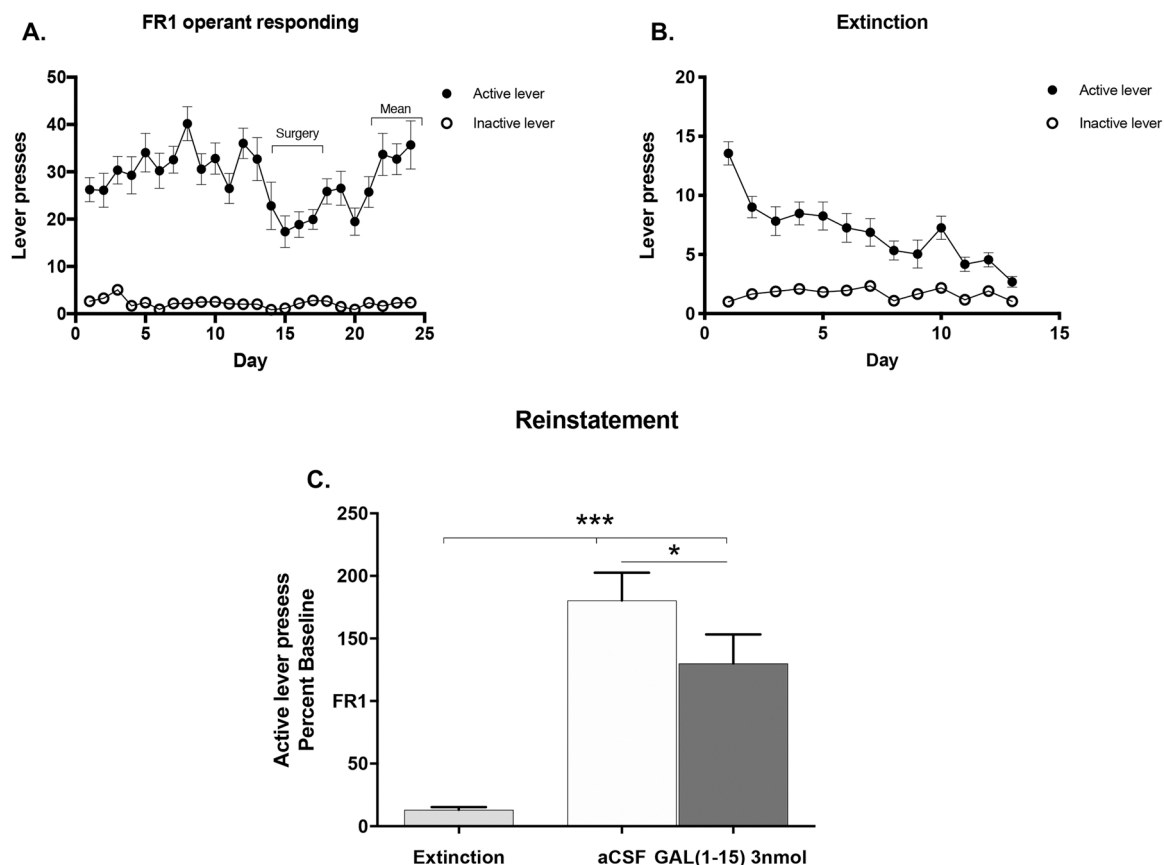 A.
FR1 operant responding
50
40
30
20
10
0
Lever presses
0 5 10 15 20 25
Day
Surgery
Mean
Active lever
Inactive lever
B.
Extinction
20
15
10
5
0
Lever presses
0 5 10 15
Day
Active lever
Inactive lever
Reinstatement
C.
250
200
150
FR1
50
0
Active lever presess
Percent Baseline
***
*
Extinction aCSF GAL(1-15) 3nmol